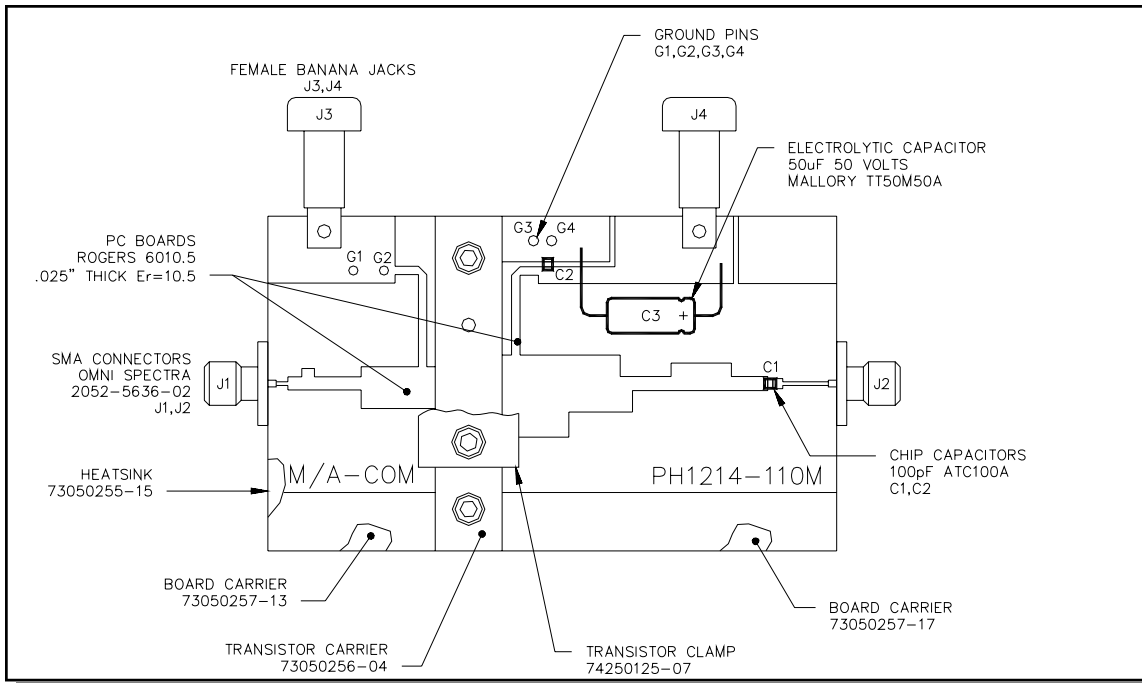 GROUND PINS
G1,G2,G3,G4
FEMALE BANANA JACKS
J3,J4
J3
J4
ELECTROLYTIC CAPACITOR
50uF 50 VOLTS
MALLORY TT50M50A
PC BOARDS
ROGERS 6010.5
.025" THICK Er=10.5
G1
G2
G3
G4
C2
C3
+
SMA CONNECTORS
OMNI SPECTRA
2052-5636-02
J1,J2
J1
C1
J2
HEATSINK
73050255-15
M/A-COM
PH1214-110M
CHIP CAPACITORS
100pF ATC100A
C1,C2
BOARD CARRIER
73050257-13
BOARD CARRIER
73050257-17
TRANSISTOR CARRIER
73050256-04
TRANSISTOR CLAMP
74250125-07